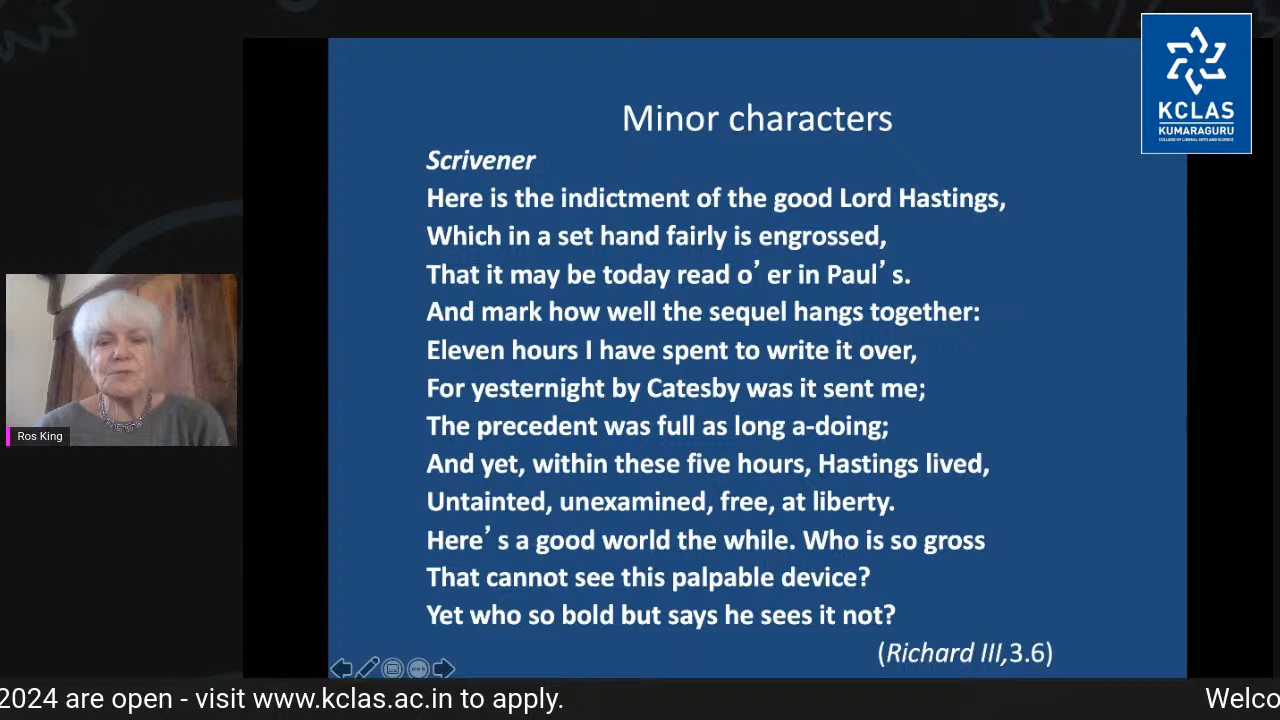 Minor characters
Scrivener
Here is the indictment of the good Lord Hastings,
Which in a set hand fairly is engrossed,
That it may be today read o’ er in Paul’ s.
And mark how well the sequel hangs together:
Eleven hours I have spent to write it over,
For yesternight by Catesby was it sent me;
The precedent was full as long a-doing;
And yet, within these five hours, Hastings lived,
Untainted, unexamined, free, at liberty.
Here’ s a good world the while. Who is so gross
That cannot see this palpable device?
Yet who so bold but says he sees it not?
(Richard III,3.6)
KCLAS
KUMARAGURU
COLLEGE OF LIBERAL ARTS AND SCIENCE
Ros King
2024 are open - visit www.kclas.ac.in to apply.
Welco